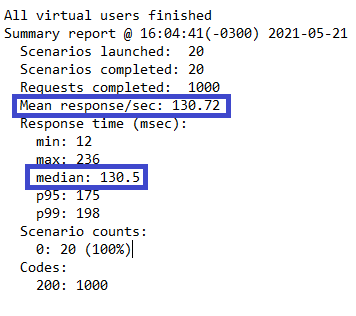 All virtual users finished
Summary report @ 16:04:41(-0300) 2021-05-21
Scenarios launched:  20
Scenarios completed: 20
Requests completed:  1000
Mean response/sec: 130.72
Response time (msec):
min: 12
max: 236
median: 130.5
p95: 175
p99: 198
Scenario counts:
0: 20 (100%)
Codes:
200: 1000